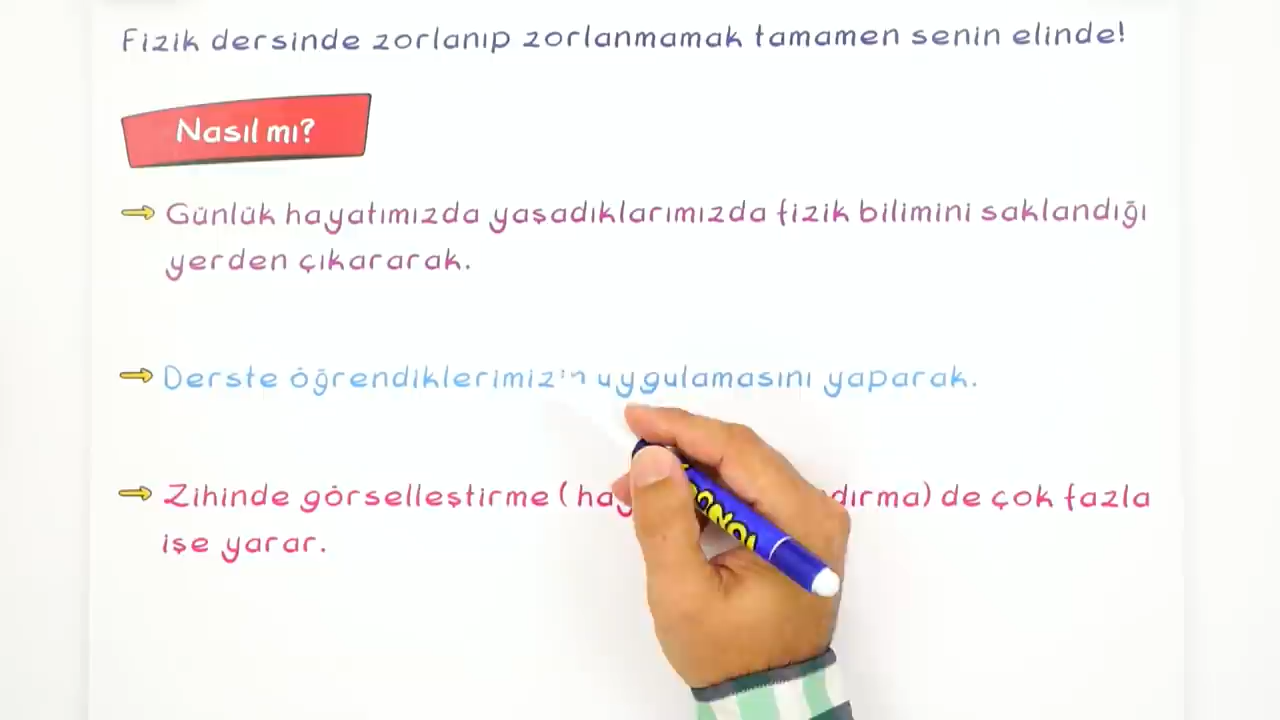 Fizik dersinde zorlanıp zorlanmamak tamamen senin elinde!
Nasıl mı?
Günlük hayatımızda yaşadıklarımızda fizik bilimini saklandığı
yerden çıkararak.
Derste öğrendiklerimizin uygulamasını yaparak.
Zihinde görselleştirme ( de çok fazla
işe yarar.